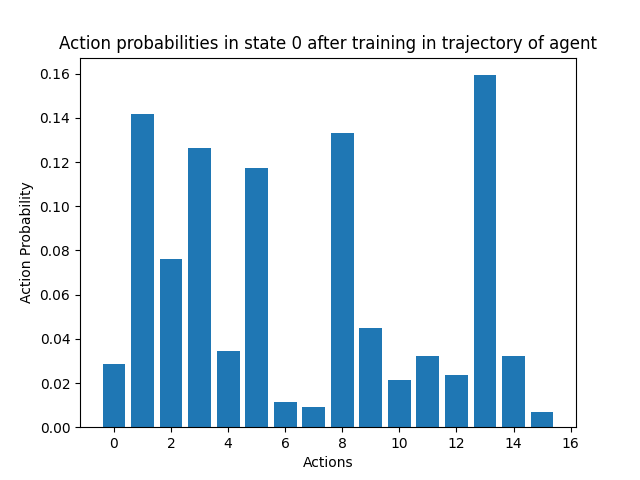 Action probabilities in state 0 after training in trajectory of agent
0.16
0.14
0.12
0.10
0.08
0.06
0.04
0.02
0.00
Action Probability
0 2 4 6 8 10 12 14 16
Actions